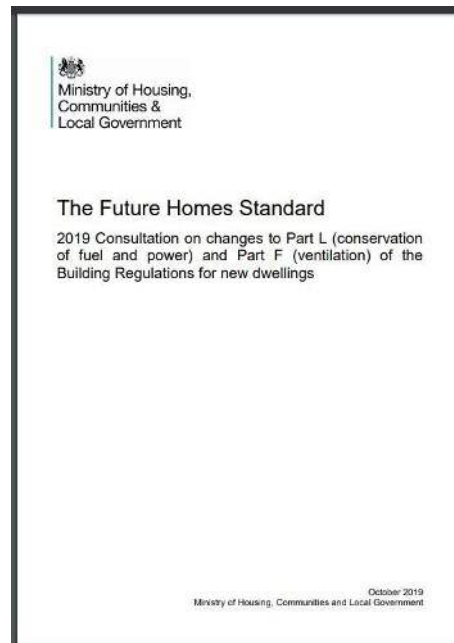 Ministry of Housing,
Communities &
Local Government
The Future Homes Standard
2019 Consultation on changes to Part L (conservation
of fuel and power) and Part F (ventilation) of the
Building Regulations for new dwellings
October 2019
Ministry of Housing, Communities and Local Government